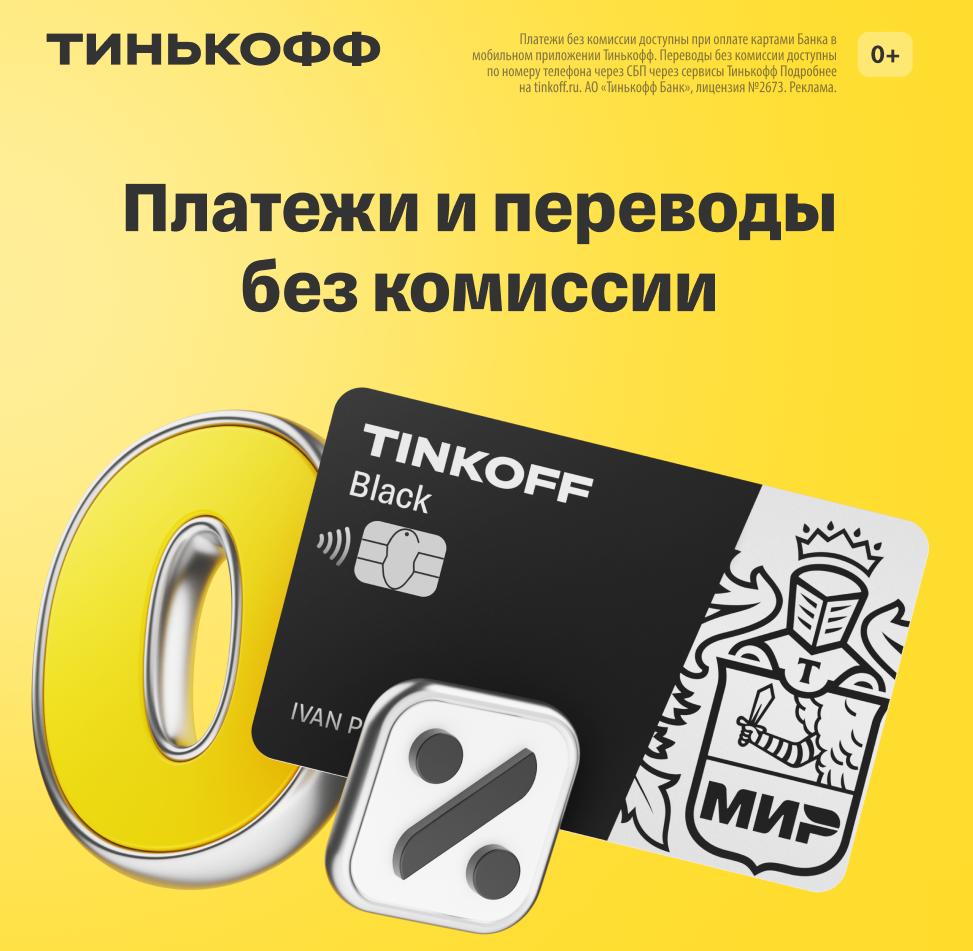 ТИНЬКОФФ
Платежи без комиссии доступны при оплате картами Банка в
мобильном приложении Тинькофф. Переводы без комиссии доступны
по номеру телефона через СБП через сервисы Тинькофф Подробнее
на tinkoff.ru. АО «Тинькофф Банк», лицензия №2673. Реклама.
0+
Платежи и переводы
без комиссии
0
TINKOFF
Black
T
IVAN P
%
МИР